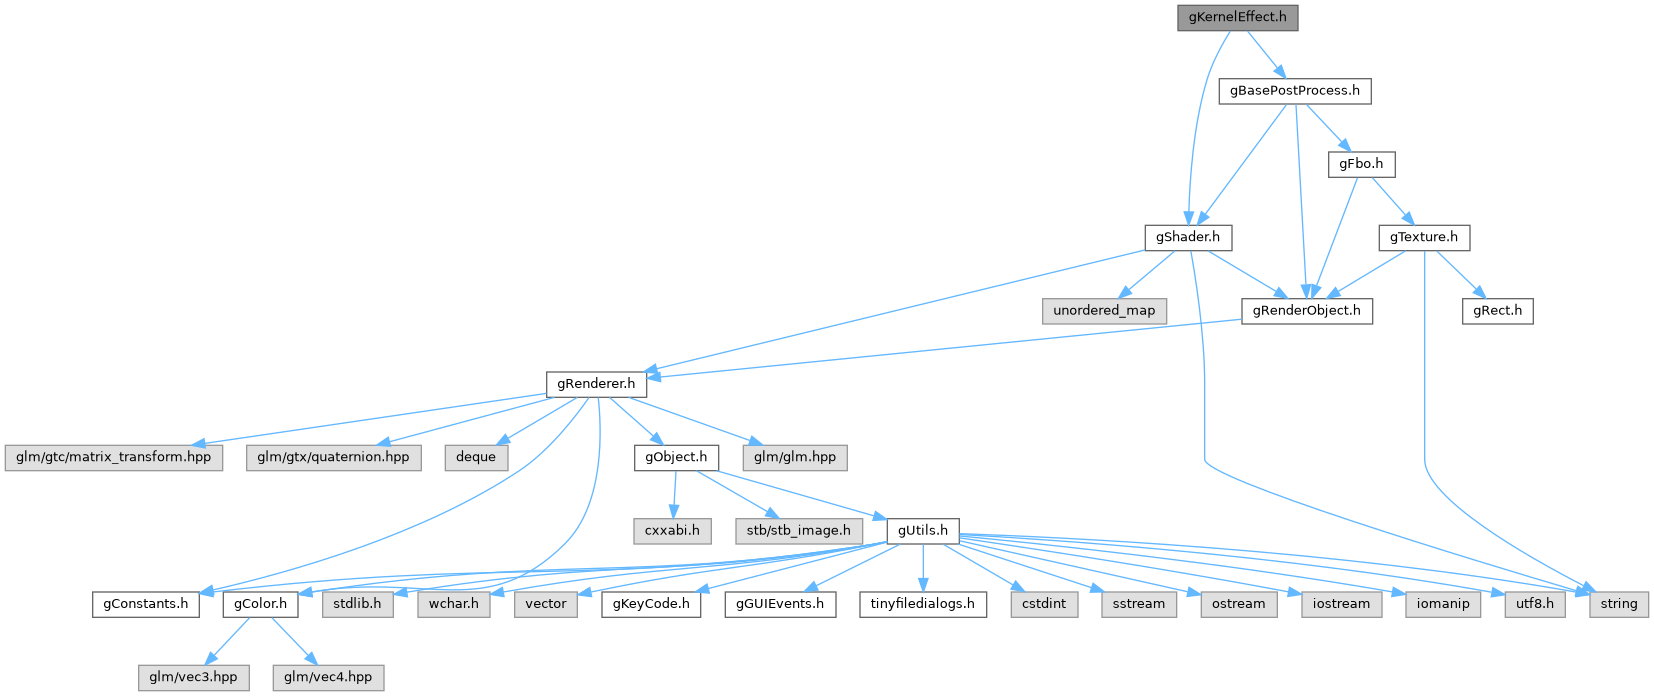 gKernelEffect.h
gBasePostProcess.h
gFbo.h
gShader.h
gTexture.h
unordered_map
gRenderObject.h
gRect.h
gRenderer.h
glm/gtc/matrix_transform.hpp
glm/gtx/quaternion.hpp
deque
gObject.h
glm/glm.hpp
cxxabi.h
stb/stb_image.h
gUtils.h
gConstants.h
gColor.h
stdlib.h
wchar.h
vector
gKeyCode.h
gGUIEvents.h
tinyfiledialogs.h
cstdint
sstream
ostream
iostream
iomanip
utf8.h
string
glm/vec3.hpp
glm/vec4.hpp